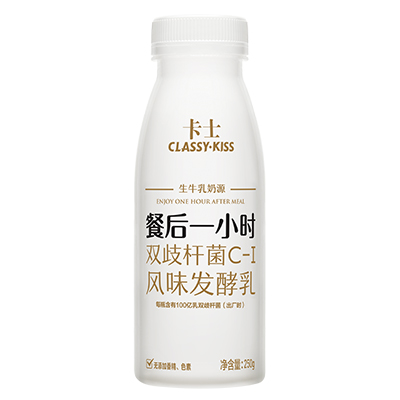 卡士
CLASSY·KISS
生牛乳奶源
ENJOY ONE HOUR AFTER MEAL
餐后一小时
双歧杆菌C-I
风味发酵乳
每瓶含有100亿乳双歧杆菌（出厂时）
无添加香精、色素
净含量:250g